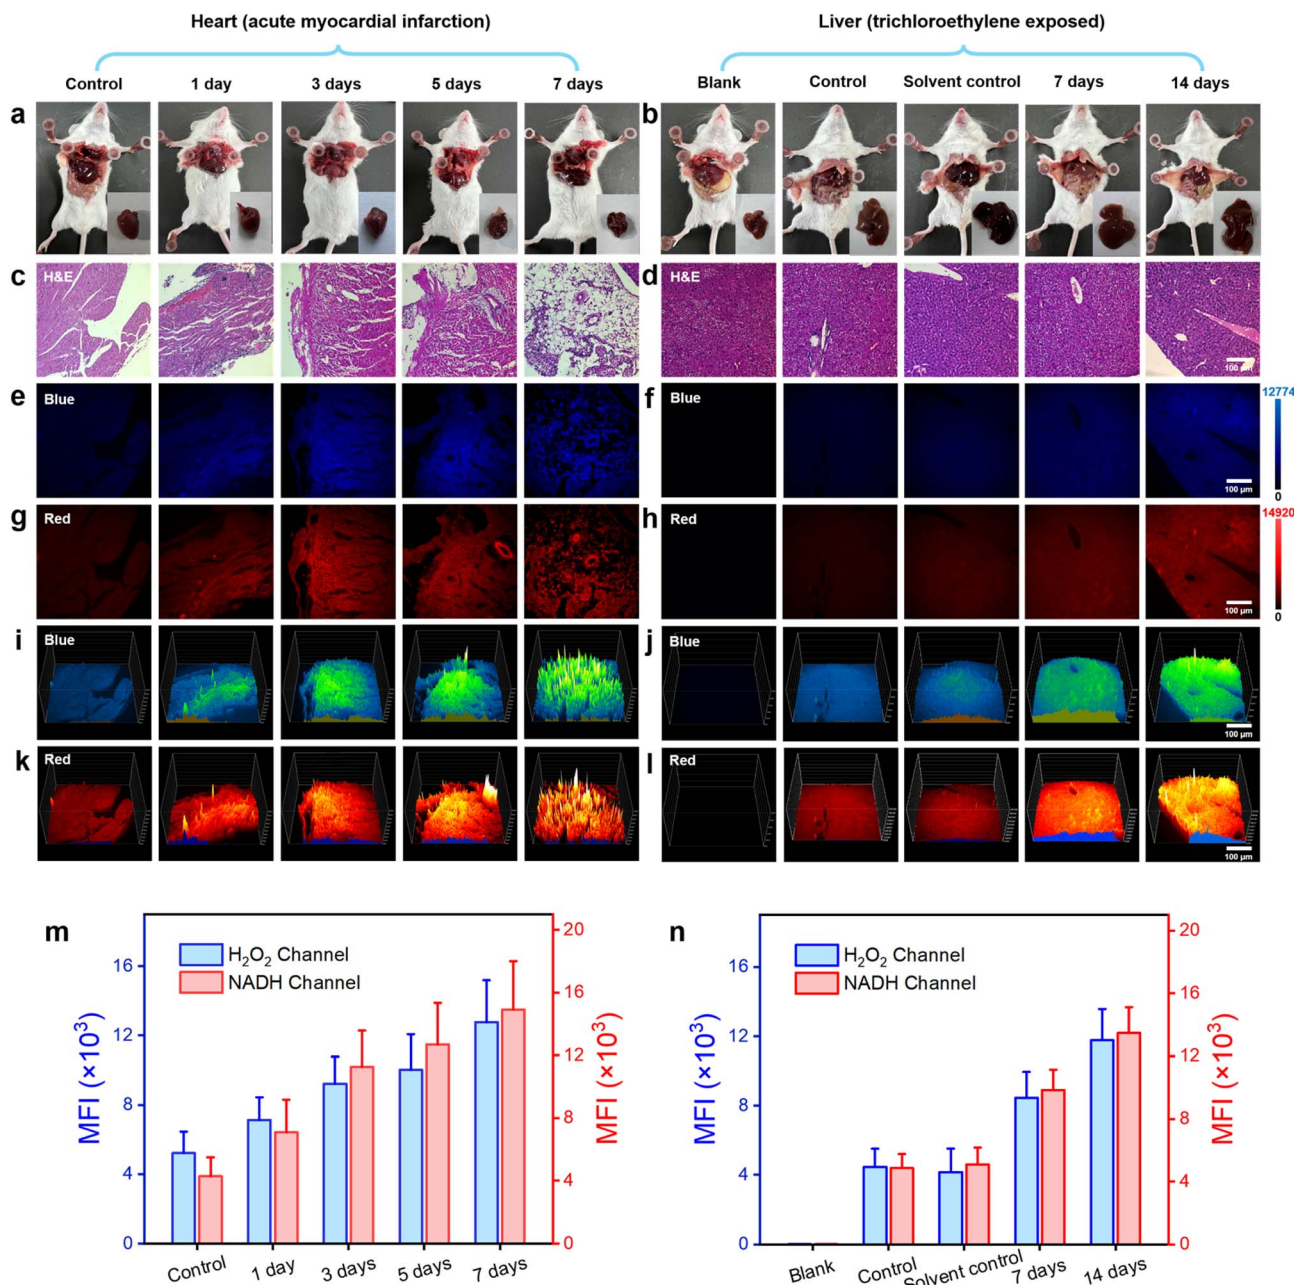 Heart (acute myocardial infarction)
Liver (trichloroethylene exposed)
Control
1 day
3 days
5 days
7 days
Blank
Control
Solvent control
7 days
14 days
a
b
c
H&E
d
H&E
100 µm
e
Blue
f
Blue
100 µm
12774
0
g
Red
h
Red
100 µm
14920
0
i
Blue
j
Blue
100 µm
k
Red
l
Red
100 µm
m
H₂O₂ Channel
NADH Channel
MFI (×10³)
16
12
8
4
0
20
16
12
8
4
0
MFI (×10³)
Control
1 day
3 days
5 days
7 days
n
H₂O₂ Channel
NADH Channel
MFI (×10³)
16
12
8
4
0
20
16
12
8
4
0
MFI (×10³)
Blank
Control
Solvent control
7 days
14 days